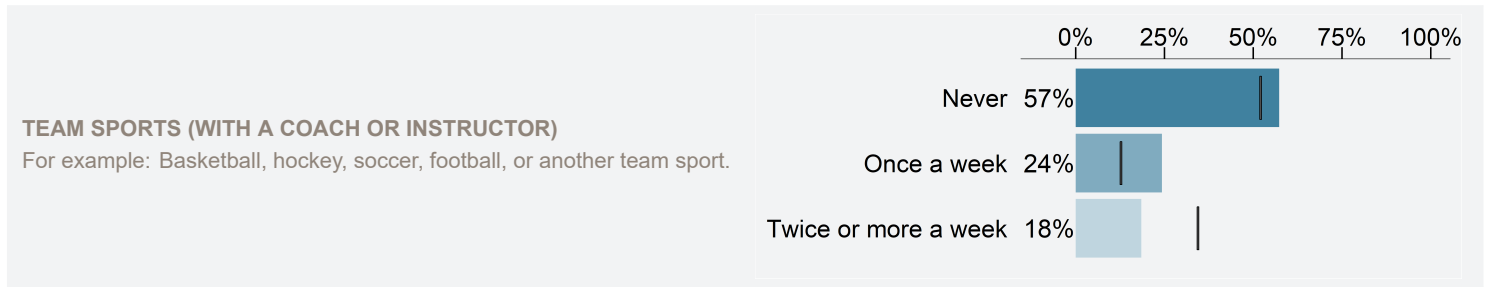 TEAM SPORTS (WITH A COACH OR INSTRUCTOR)
For example: Basketball, hockey, soccer, football, or another team sport.
0% 25% 50% 75% 100%
Never 57%
Once a week 24%
Twice or more a week 18%